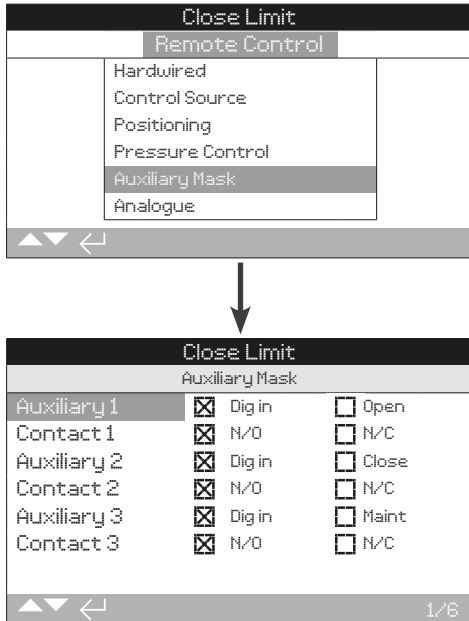 Close Limit
Remote Control
Hardwired
Control Source
Positioning
Pressure Control
Auxiliary Mask
Analogue
Close Limit
Auxiliary Mask
Auxiliary 1 Dig in Open
Contact 1 N/O N/C
Auxiliary 2 Dig in Close
Contact 2 N/O N/C
Auxiliary 3 Dig in Maint
Contact 3 N/O N/C
1/6